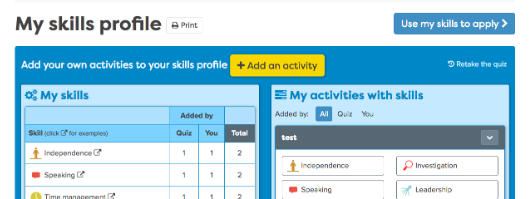 My skills profile Print
Use my skills to apply
Add your own activities to your skills profile + Add an activity
Retake the quiz
My skills
Added by
Skill (click for examples) Quiz You Total
Independence 1 1 2
Speaking 1 1 2
Time management 1 1 2
My activities with skills
Added by: All Quiz You
test
Independence Investigation
Speaking Leadership